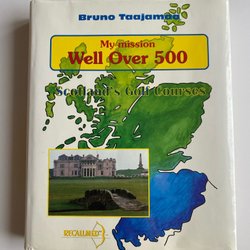 Bruno Taajamaa
My mission
Well Over 500
Scotland's Golf Courses